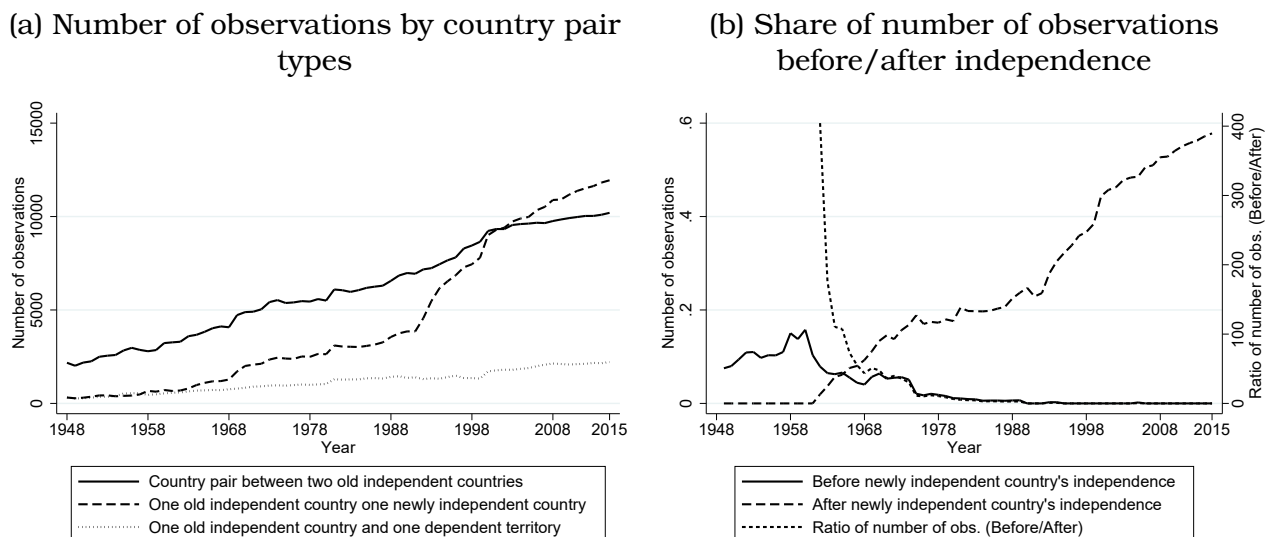 (a) Number of observations by country pair
types
15000
10000
5000
0
Number of observations
1948 1958 1968 1978 1988 1998 2008 2015
Year
Country pair between two old independent countries
One old independent country one newly independent country
One old independent country and one dependent territory
(b) Share of number of observations
before/after independence
.6
.4
.2
0
Number of observations
400
300
200
100
0
Ratio of number of obs. (Before/After)
1948 1958 1968 1978 1988 1998 2008 2015
Year
Before newly independent country's independence
After newly independent country's independence
Ratio of number of obs. (Before/After)